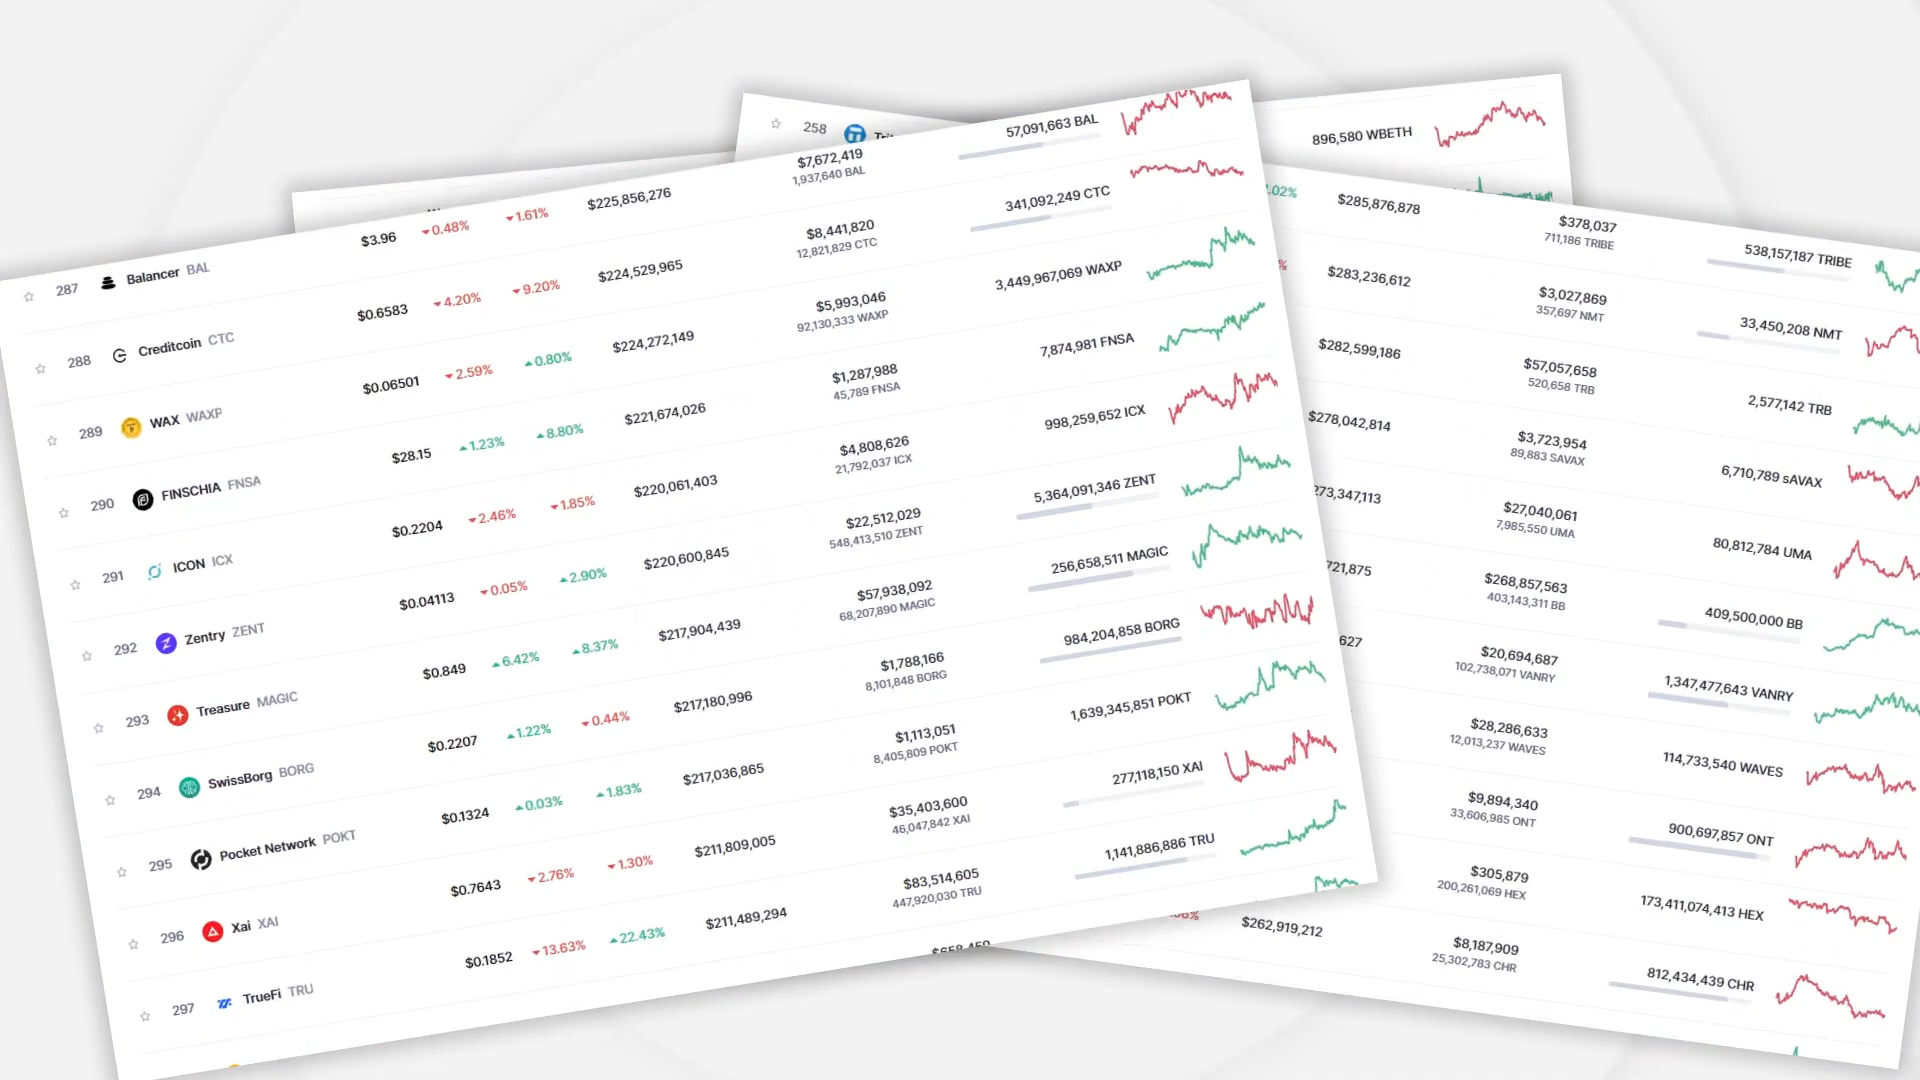 258
896,580 WBETH
287 Balancer BAL $3.96 0.48% 1.61% $225,856,276 $7,672,419 57,091,663 BAL
1,937,640 BAL
288 Creditcoin CTC $0.6583 4.20% 9.20% $224,529,965 $8,441,820 341,092,249 CTC
12,821,829 CTC
289 WAX WAXP $0.06501 2.59% 0.80% $224,272,149 $5,993,046 3,449,967,069 WAXP
92,130,333 WAXP
290 FINSCHIA FNSA $28.15 1.23% 8.80% $221,674,026 $1,287,988 7,874,981 FNSA
45,789 FNSA
291 ICON ICX $0.2204 2.46% 1.85% $220,061,403 $4,808,626 998,259,652 ICX
21,792,037 ICX
292 Zentry ZENT $0.04113 0.05% 2.90% $220,600,845 $22,512,029 5,364,091,346 ZENT
548,413,510 ZENT
293 Treasure MAGIC $0.849 6.42% 8.37% $217,904,439 $57,938,092 256,658,511 MAGIC
68,207,890 MAGIC
294 SwissBorg BORG $0.2207 1.22% 0.44% $217,180,996 $1,788,166 984,204,858 BORG
8,101,848 BORG
295 Pocket Network POKT $0.1324 0.03% 1.83% $217,036,865 $1,113,051 1,639,345,851 POKT
8,405,809 POKT
296 Xai XAI $0.7643 2.76% 1.30% $211,809,005 $35,403,600 277,118,150 XAI
46,047,842 XAI
297 TrueFi TRU $0.1852 13.63% 22.43% $211,489,294 $83,514,605 1,141,886,886 TRU
447,920,030 TRU
.02% $285,876,878 $378,037 538,157,187 TRIBE
711,186 TRIBE
% $283,236,612 $3,027,869 33,450,208 NMT
357,697 NMT
$282,599,186 $57,057,658 2,577,142 TRB
520,658 TRB
$278,042,814 $3,723,954 6,710,789 sAVAX
89,883 SAVAX
273,347,113 $27,040,061 80,812,784 UMA
7,985,550 UMA
721,875 $268,857,563 409,500,000 BB
403,143,311 BB
627 $20,694,687 1,347,477,643 VANRY
102,738,071 VANRY
$28,286,633 114,733,540 WAVES
12,013,237 WAVES
$9,894,340 900,697,857 ONT
33,606,985 ONT
$305,879 173,411,074,413 HEX
200,261,069 HEX
$262,919,212 $8,187,909 812,434,439 CHR
25,302,783 CHR